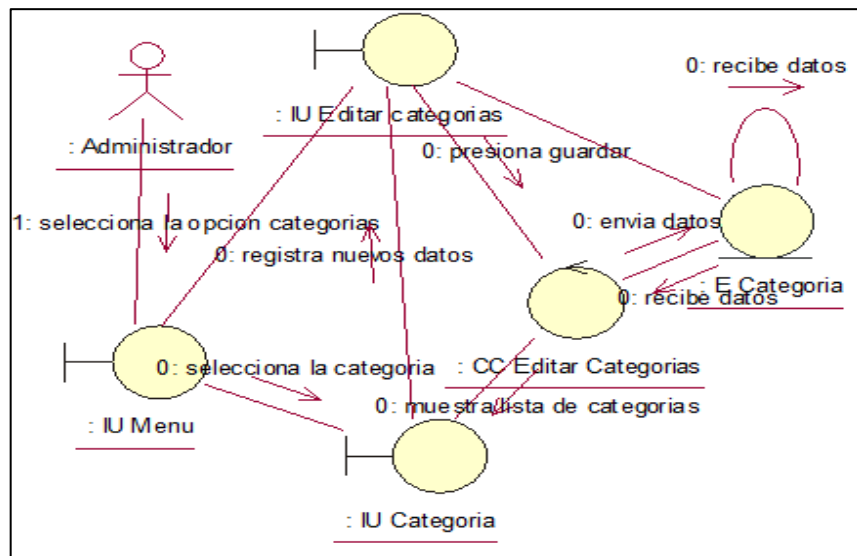 0: recibe datos
: IU Editar categorias
: Administrador
0: presiona guardar
1: selecciona la opcion categorias
0: envia datos
0: registra nuevos datos
: E Categoria
0: recibe datos
0: selecciona la categoria
: CC Editar Categorias
0: muestra lista de categorias
: IU Menu
: IU Categoria